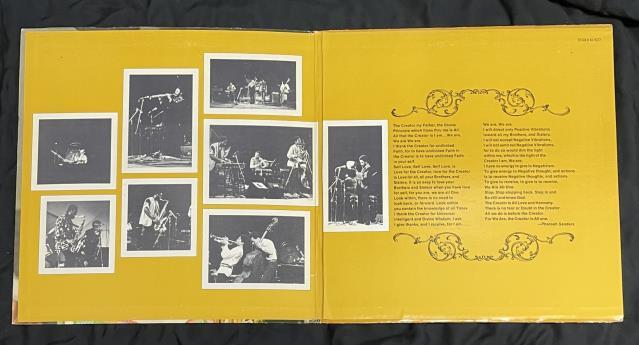 The Creator my Father, the Divine
Principle which flows thru me is All.
All that the Creator is I am... We are,
We are We are
I thank the Creator for undivided
Faith, for to have undivided Faith in
the Creator is to have undivided Faith
in your self.
Self Love, Self Love, Self Love, is
Love for the Creator, love for the Creator
is Love for all, of your Brothers, and
Sisters, it is so easy to love your
Brothers and Sisters when you have love
for self, for you are, we are all One.
Look within, there is no need to
look back, or forward. Look within
you contain the knowledge of all Times
I thank the Creator for Universal
Intelligence and Divine Wisdom, I ask
I give thanks, and I receive, for I am.
We are, We are.
I will direct only Positive Vibrations,
toward all my Brothers, and Sisters.
I will not accept Negative Vibrations,
I will not send out Negative Vibrations,
for to do so would dim the light
within me, which is the light of the
Creator I am, We are.
I have no energy to give to Negativism.
To give energy to Negative thought, and actions
is to receive Negative thoughts, and actions.
To give is to receive, to give is to receive.
We R is All One
Stop, Stop stepping back, Step in and
Be still and know God.
The Creator is All Love and Harmony.
There is no fear or Doubt in the Creator
All we do is before the Creator.
For We Are, the Creator is All one.
—Pharoah Sanders